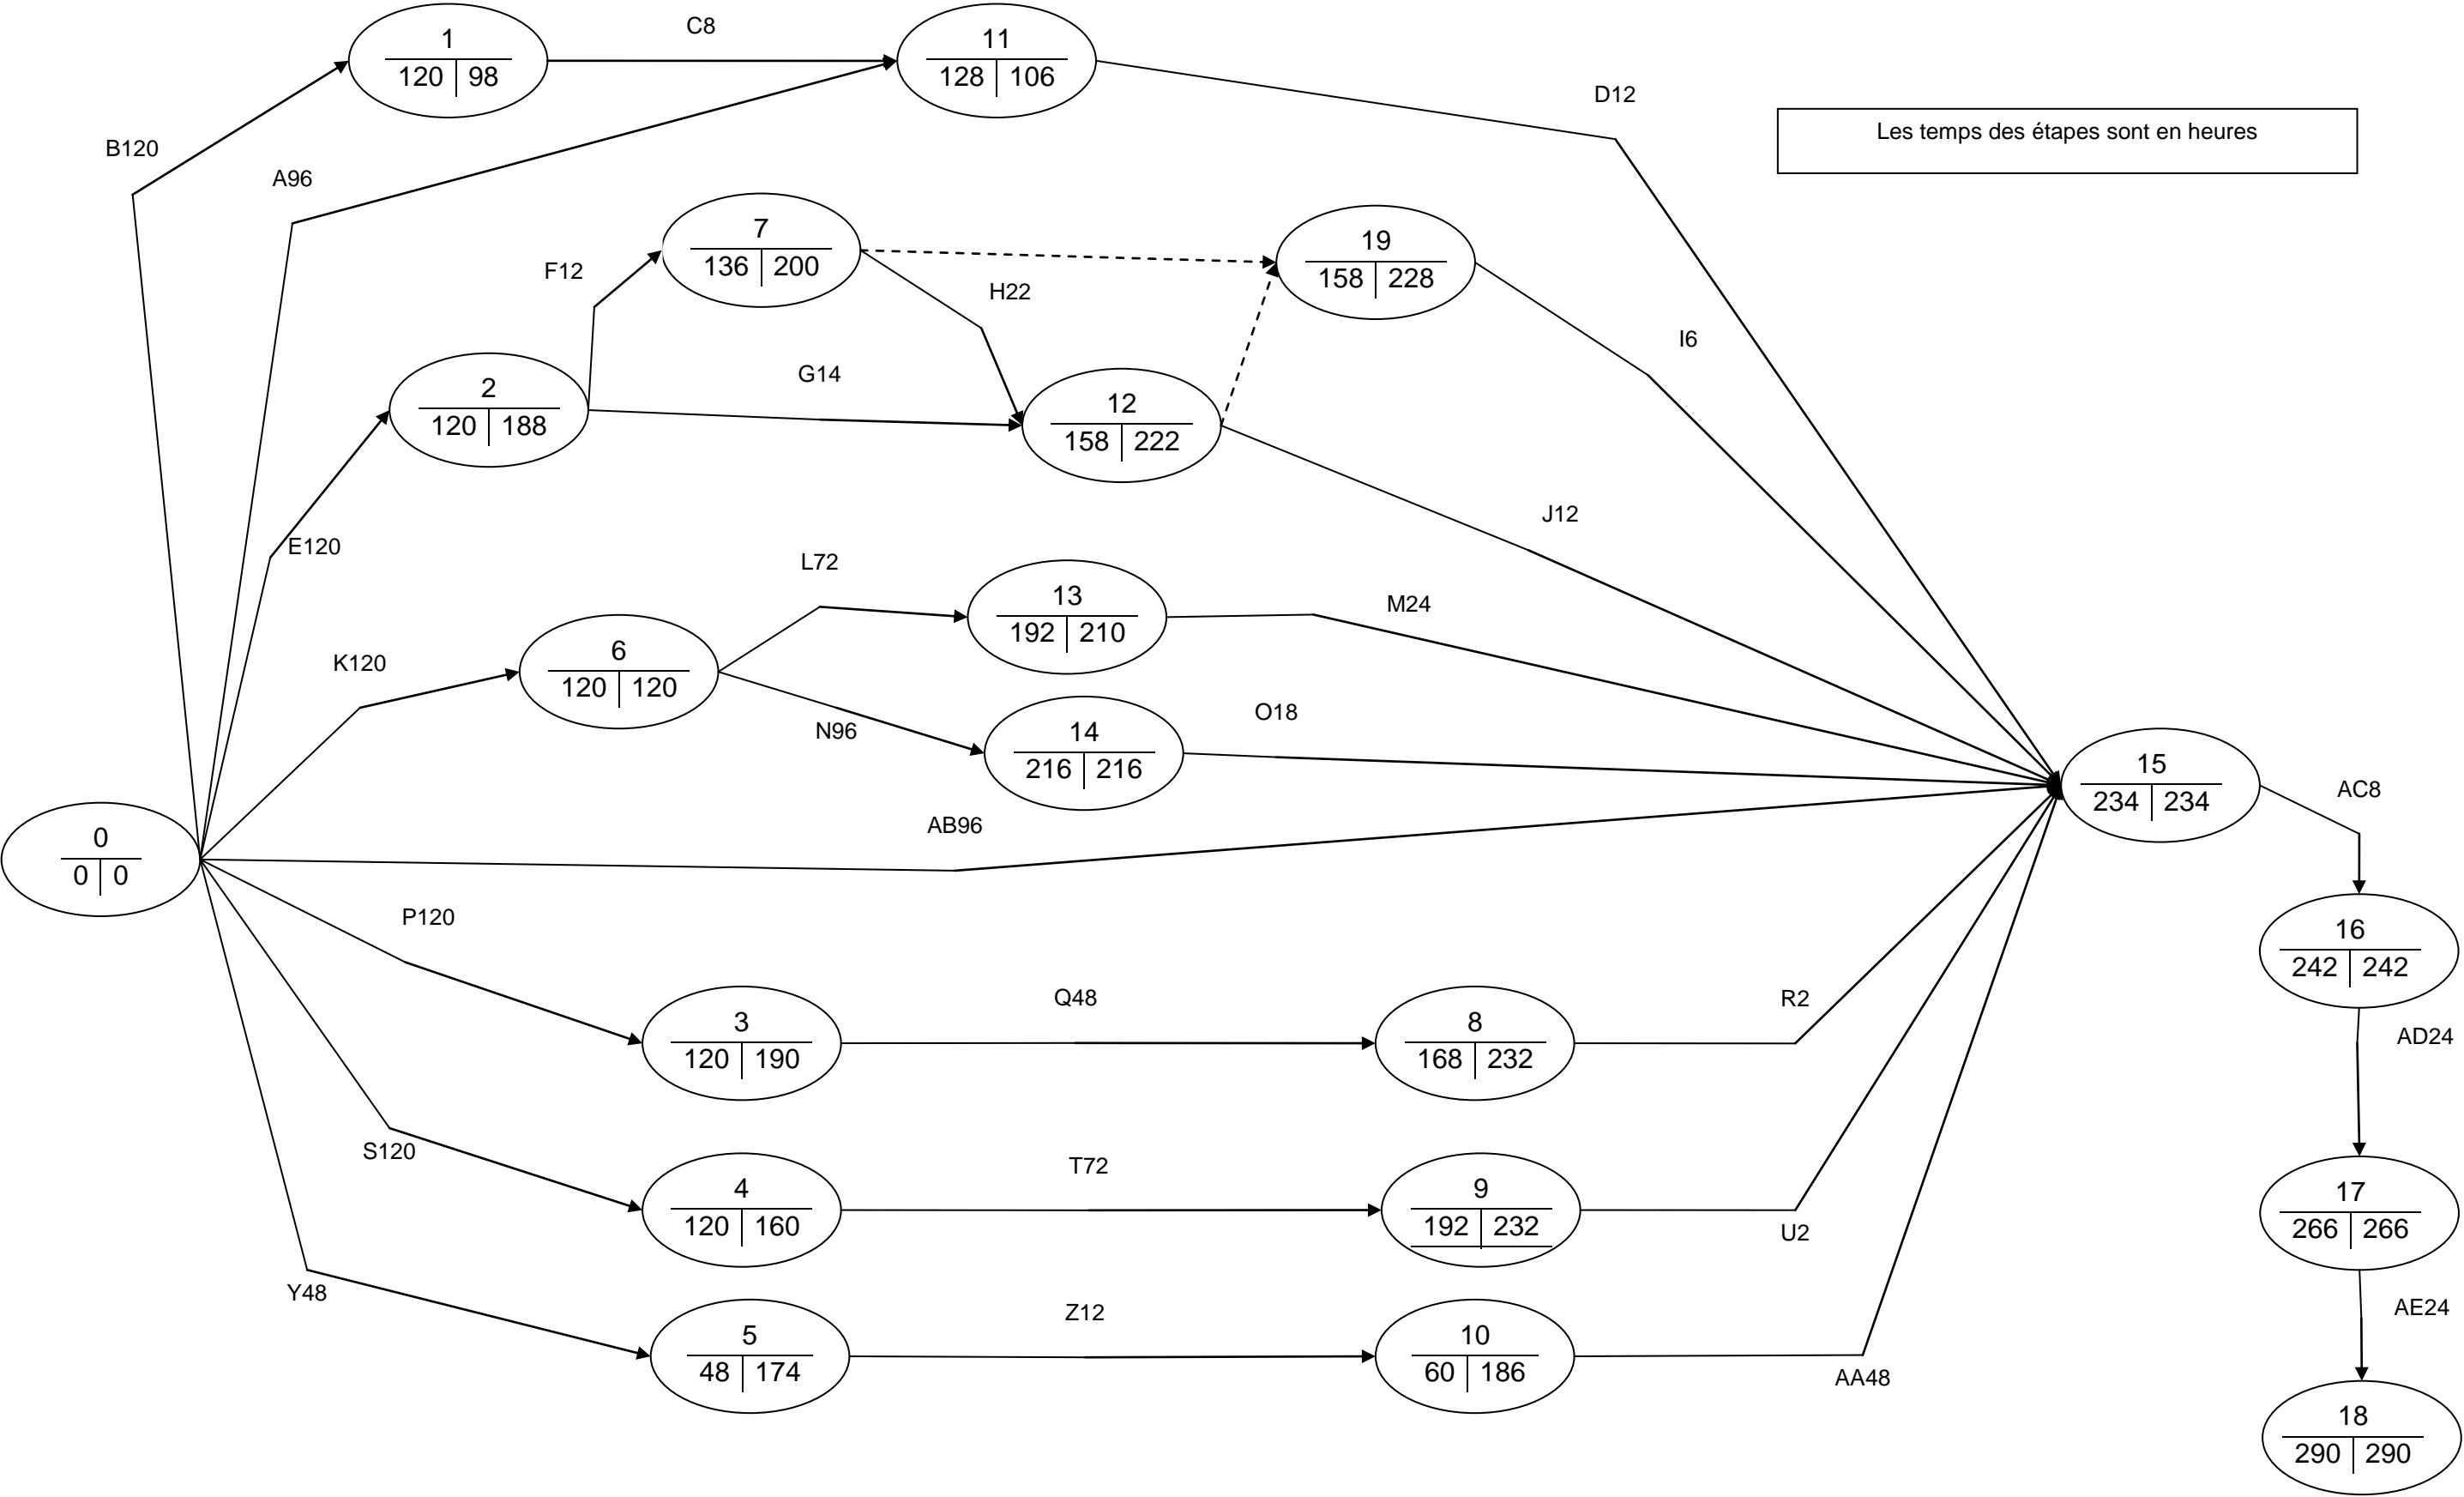 1
120 98
C8
11
128 106
D12
Les temps des étapes sont en heures
B120
A96
7
136 200
19
158 228
F12
H22
I6
2
120 188
G14
12
158 222
E120
J12
L72
13
192 210
M24
K120
6
120 120
N96
14
216 216
O18
15
234 234
AC8
0
0 0
AB96
P120
16
242 242
3
120 190
Q48
8
168 232
R2
AD24
S120
4
120 160
T72
9
192 232
U2
17
266 266
Y48
5
48 174
Z12
10
60 186
AA48
AE24
18
290 290